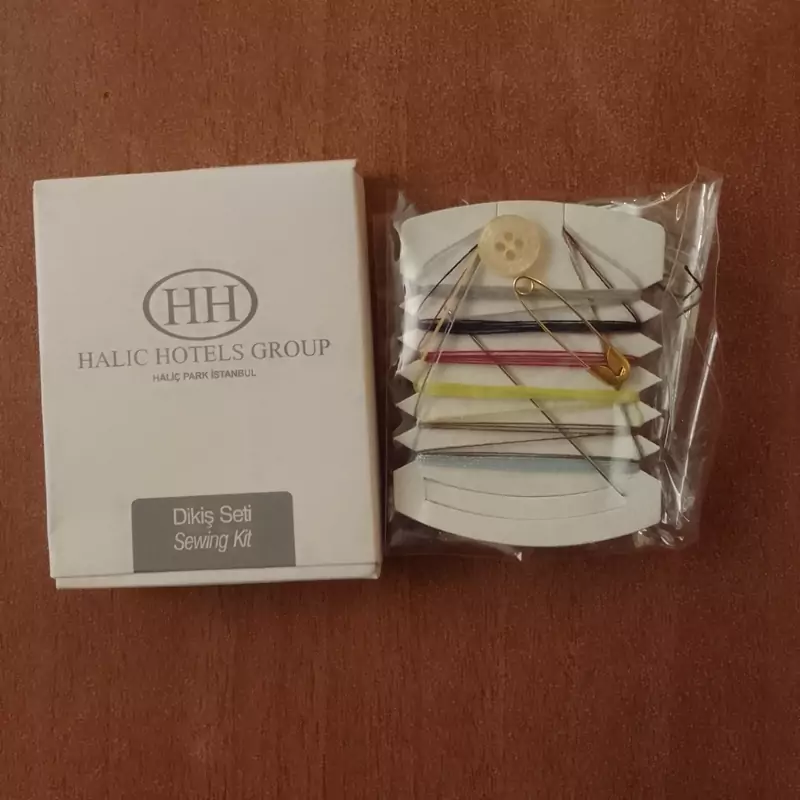 HH
HALIC HOTELS GROUP
HALİÇ PARK İSTANBUL
Dikiş Seti
Sewing Kit